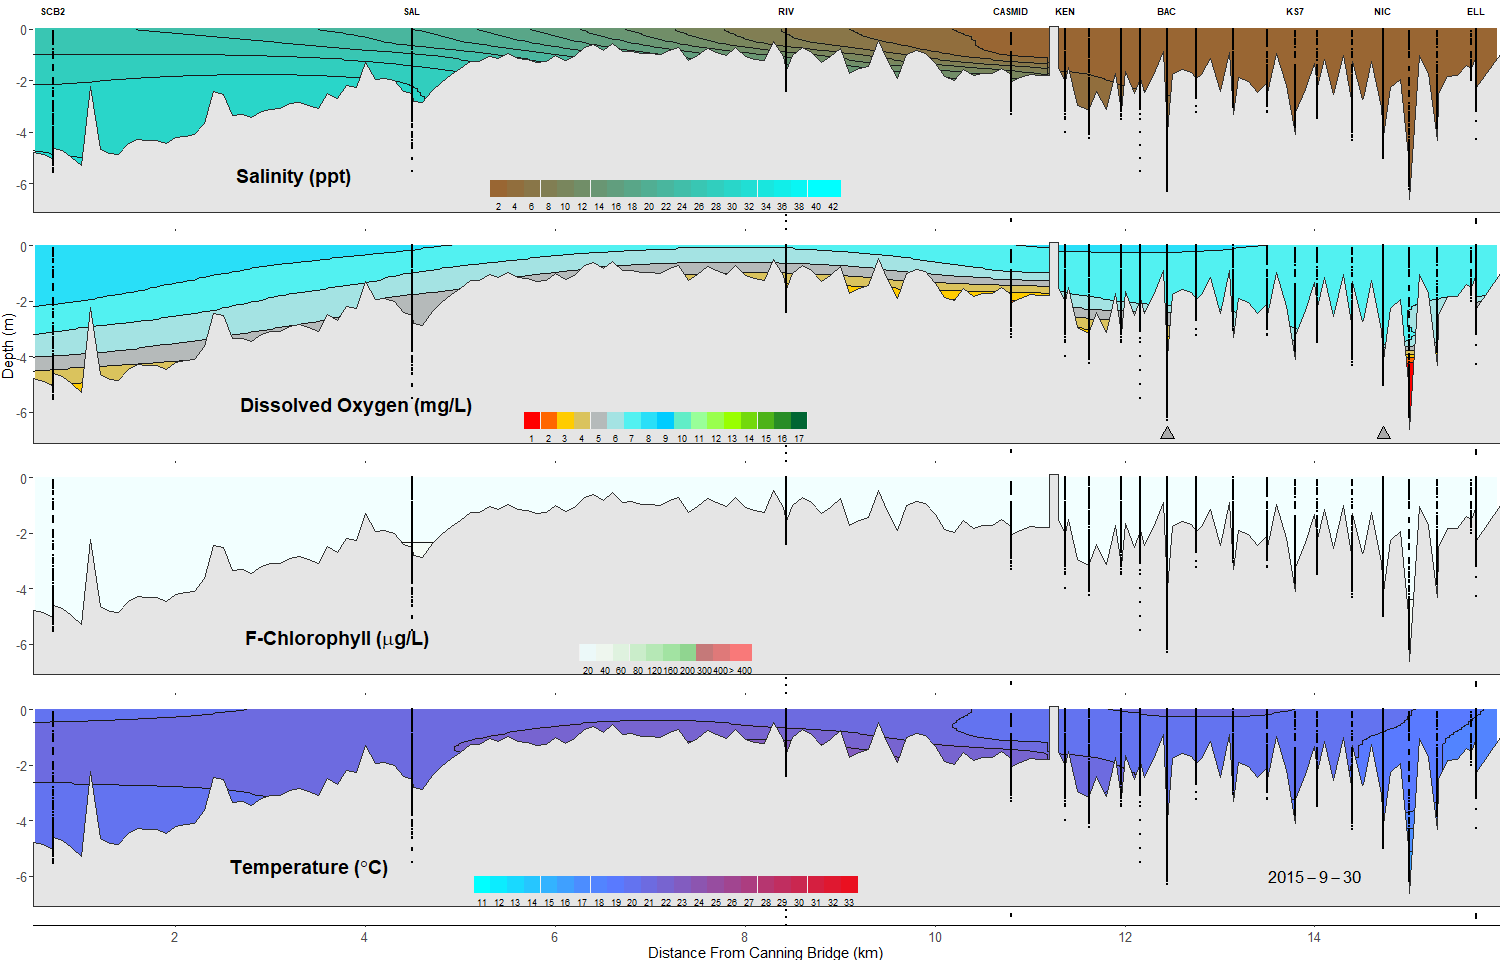 SCB2 SAL RIV CASMID KEN BAC KS7 NIC ELL
0
-2
-4
-6
Salinity (ppt)
2 4 6 8 10 12 14 16 18 20 22 24 26 28 30 32 34 36 38 40 42
0
-2
-4
-6
Depth (m)
Dissolved Oxygen (mg/L)
1 2 3 4 5 6 7 8 9 10 11 12 13 14 15 16 17
0
-2
-4
-6
F-Chlorophyll (µg/L)
20 40 60 80 120 160 200 300 400 > 400
0
-2
-4
-6
Temperature (°C)
2015 – 9 – 30
11 12 13 14 15 16 17 18 19 20 21 22 23 24 25 26 27 28 29 30 31 32 33
2 4 6 8 10 12 14
Distance From Canning Bridge (km)